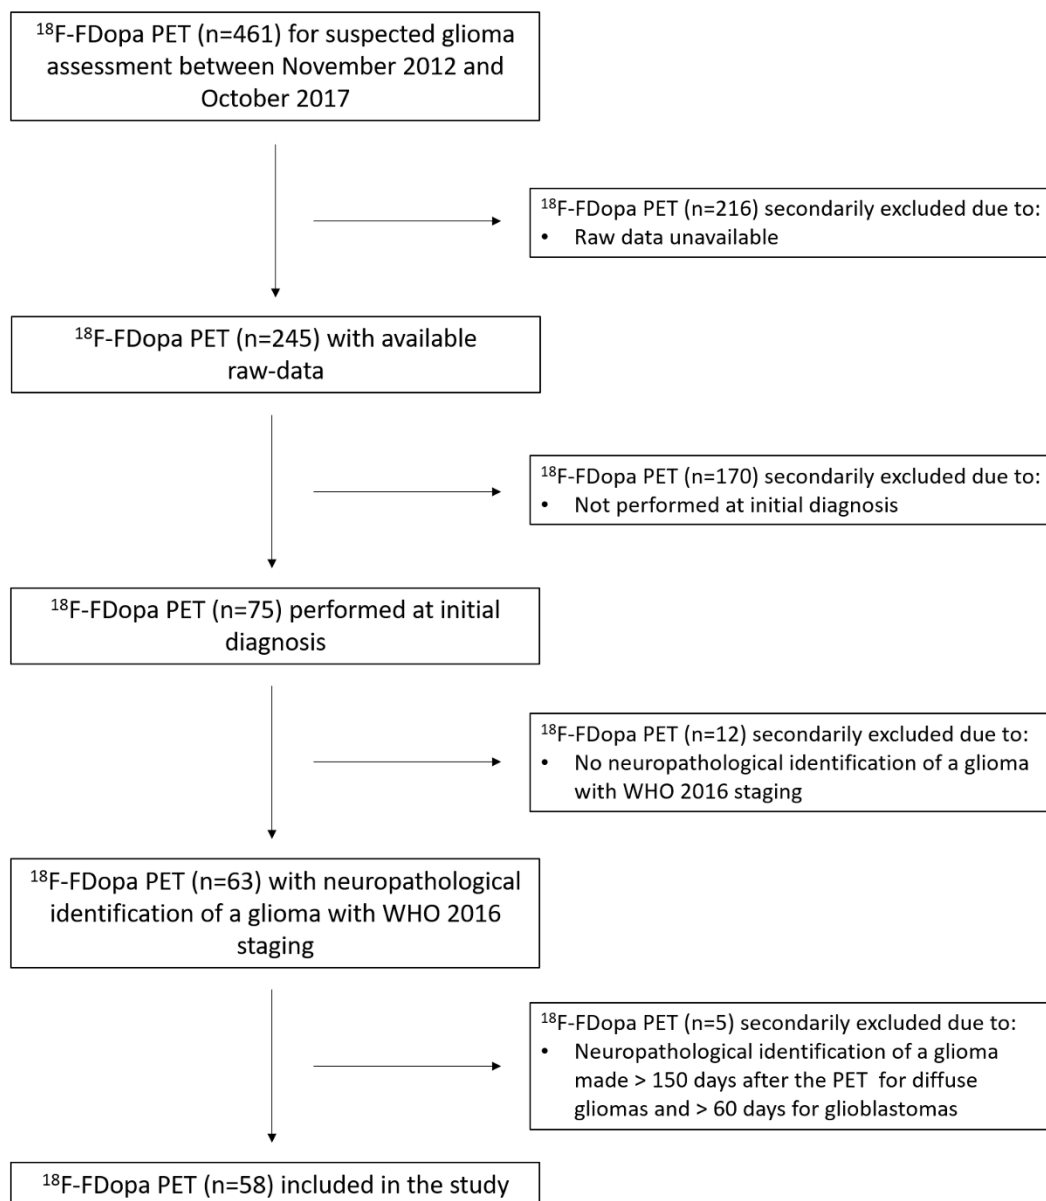 ¹⁸F-FDopa PET (n=461) for suspected glioma
assessment between November 2012 and
October 2017
¹⁸F-FDopa PET (n=216) secondarily excluded due to:
• Raw data unavailable
¹⁸F-FDopa PET (n=245) with available
raw-data
¹⁸F-FDopa PET (n=170) secondarily excluded due to:
• Not performed at initial diagnosis
¹⁸F-FDopa PET (n=75) performed at initial
diagnosis
¹⁸F-FDopa PET (n=12) secondarily excluded due to:
• No neuropathological identification of a glioma
with WHO 2016 staging
¹⁸F-FDopa PET (n=63) with neuropathological
identification of a glioma with WHO 2016
staging
¹⁸F-FDopa PET (n=5) secondarily excluded due to:
• Neuropathological identification of a glioma
made > 150 days after the PET for diffuse
gliomas and > 60 days for glioblastomas
¹⁸F-FDopa PET (n=58) included in the study